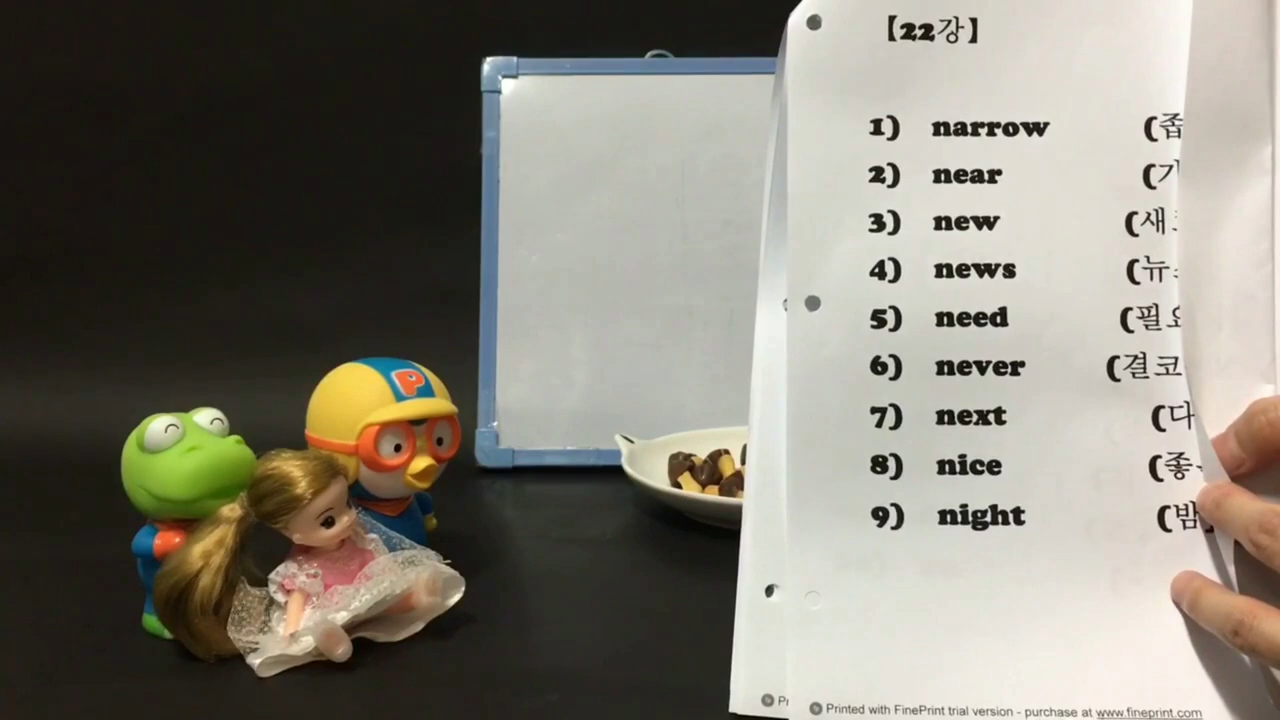 【22강】
1) narrow (좁
2) near (기
3) new (새
4) news (뉴
5) need (필요
6) never (결코
7) next (다
8) nice (좋
9) night (밤
P
Printed with FinePrint trial version - purchase at www.fineprint.com